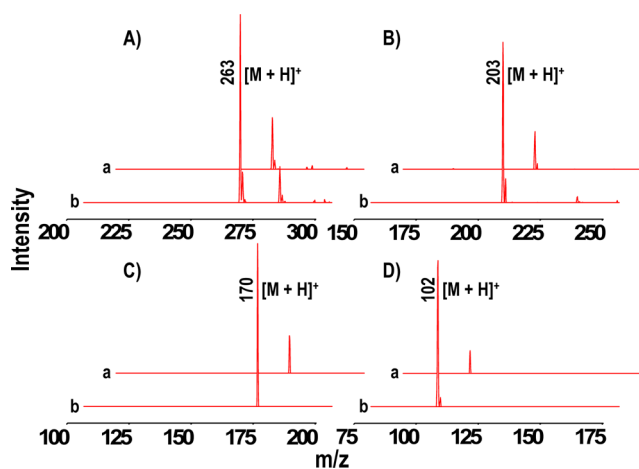 A)
B)
263
[M + H]+
203
[M + H]+
a
a
b
b
200 225 250 275 300 150 175 200 225 250
Intensity
C)
D)
170
[M + H]+
102
[M + H]+
a
a
b
b
100 125 150 175 200 75 100 125 150 175
m/z